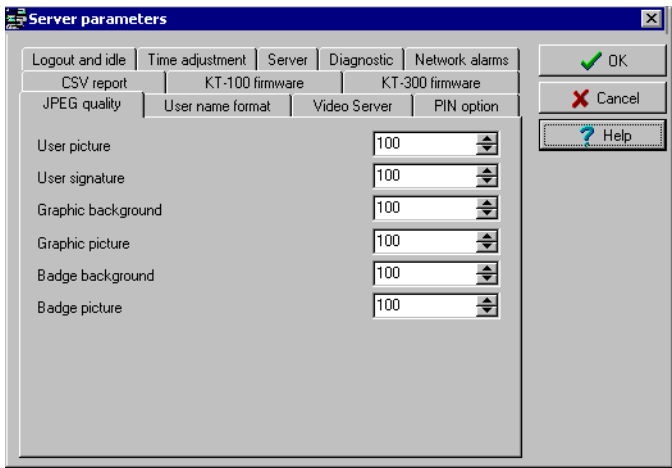 Server parameters
Logout and idle Time adjustment Server Diagnostic Network alarms
CSV report KT-100 firmware KT-300 firmware
JPEG quality User name format Video Server PIN option
User picture 100
User signature 100
Graphic background 100
Graphic picture 100
Badge background 100
Badge picture 100
OK
Cancel
Help